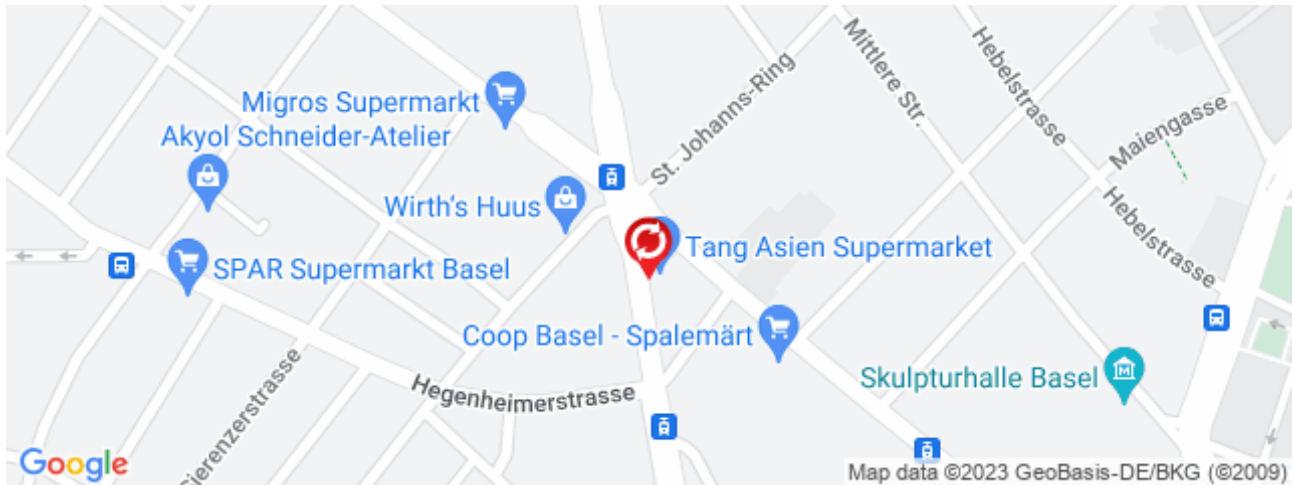 Migros Supermarkt
Akyol Schneider-Atelier
St. Johanns-Ring
Mittlere Str.
Hebelstrasse
Maiengasse
Wirth's Huus
Hebelstrasse
Tang Asien Supermarket
SPAR Supermarkt Basel
Coop Basel - Spalemärt
Skulpturhalle Basel
Hegenheimerstrasse
Sierenzerstrasse
Google
Map data ©2023 GeoBasis-DE/BKG (©2009)